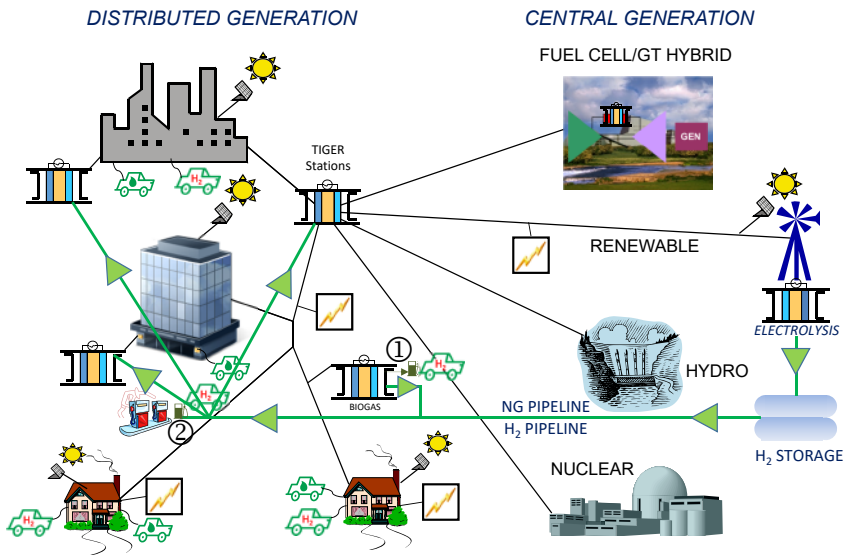 DISTRIBUTED GENERATION
CENTRAL GENERATION
FUEL CELL/GT HYBRID
GEN
TIGER
Stations
H₂
RENEWABLE
ELECTROLYSIS
①
H₂
BIOGAS
HYDRO
H₂
②
NG PIPELINE
H₂ PIPELINE
H₂ STORAGE
NUCLEAR
H₂
H₂